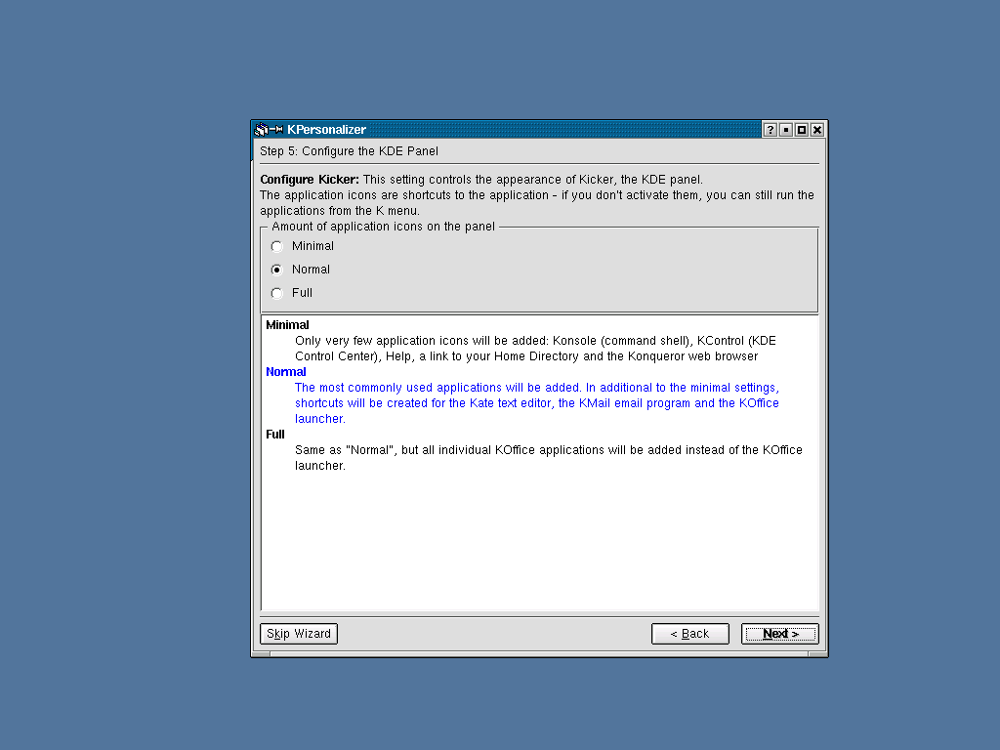 KPersonalizer
Step 5: Configure the KDE Panel
Configure Kicker: This setting controls the appearance of Kicker, the KDE panel.
The application icons are shortcuts to the application - if you don't activate them, you can still run the
applications from the K menu.
Amount of application icons on the panel
Minimal
Normal
Full
Minimal
Only very few application icons will be added: Konsole (command shell), KControl (KDE
Control Center), Help, a link to your Home Directory and the Konqueror web browser
Normal
The most commonly used applications will be added. In additional to the minimal settings,
shortcuts will be created for the Kate text editor, the KMail email program and the KOffice
launcher.
Full
Same as "Normal", but all individual KOffice applications will be added instead of the KOffice
launcher.
Skip Wizard
< Back
Next >